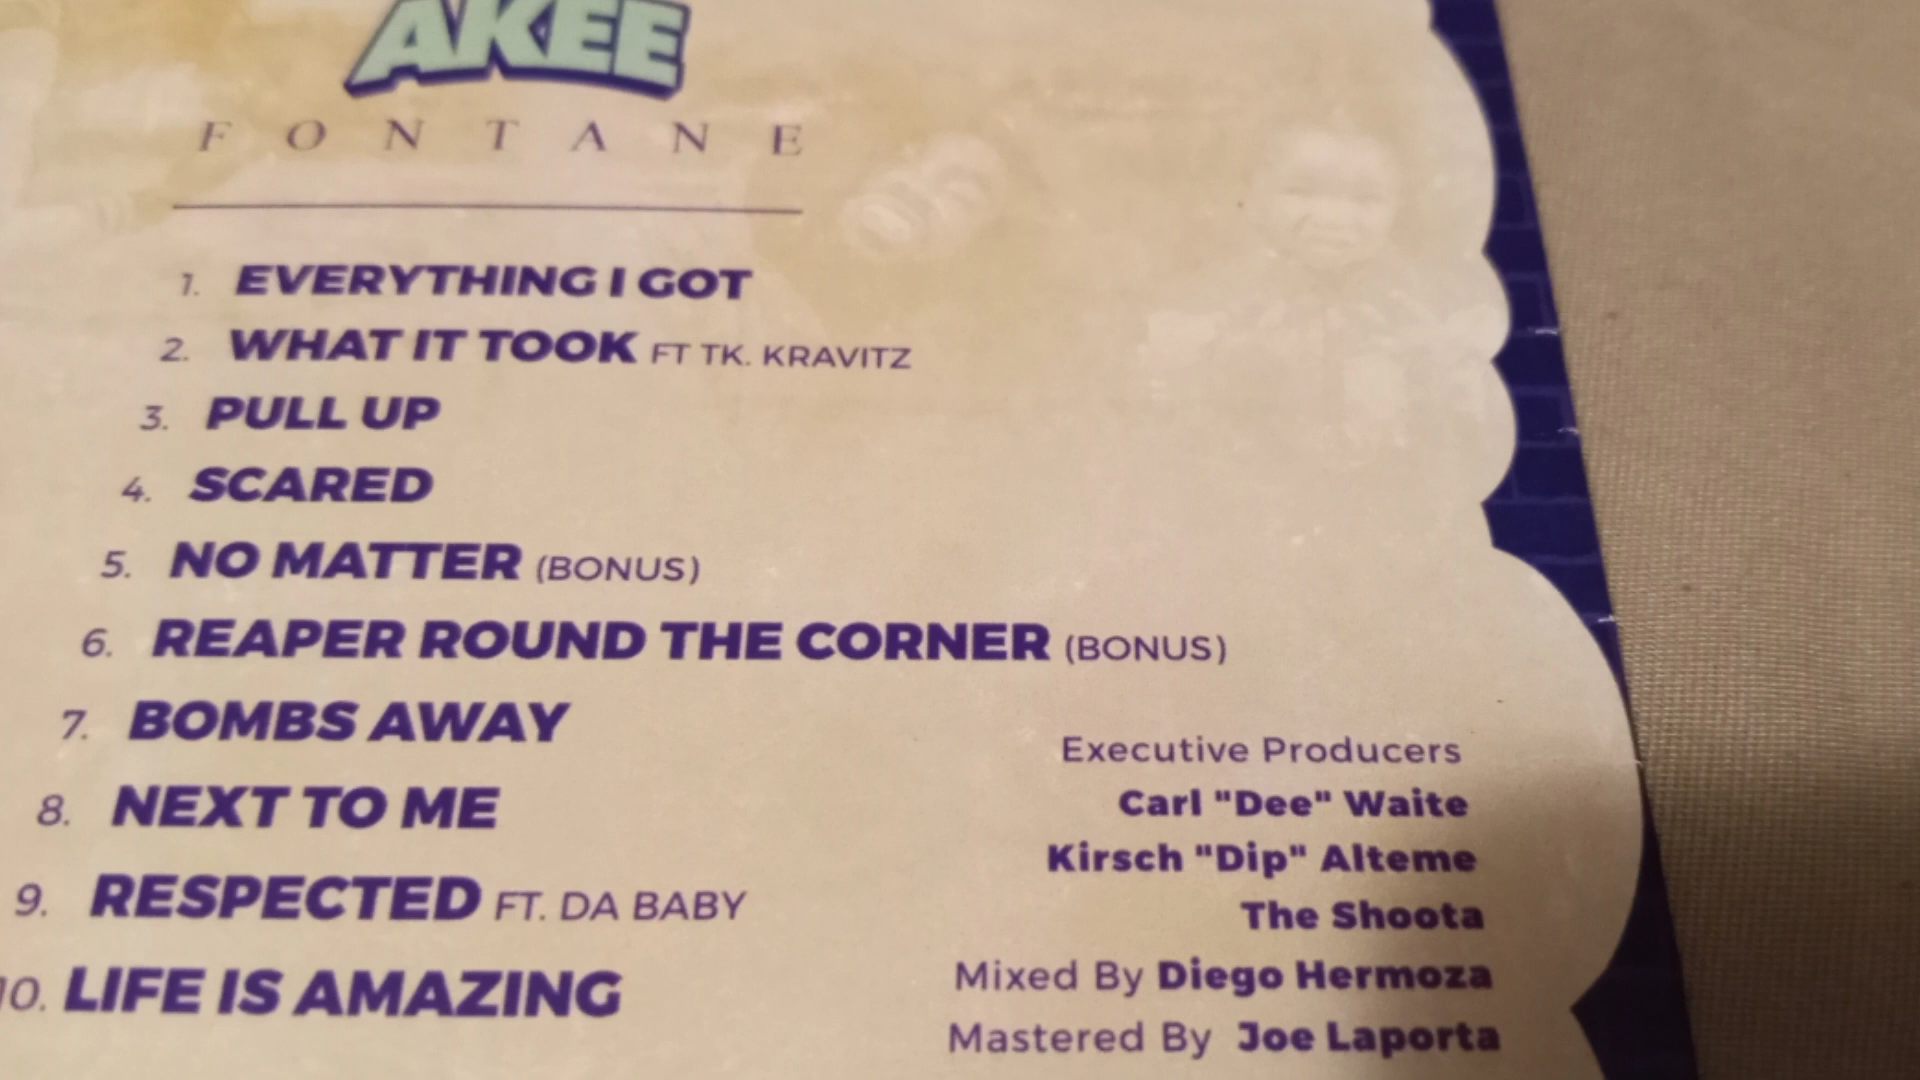 AKEE
FONTANE
1. EVERYTHING I GOT
2. WHAT IT TOOK FT TK. KRAVITZ
3. PULL UP
4. SCARED
5. NO MATTER (BONUS)
6. REAPER ROUND THE CORNER (BONUS)
7. BOMBS AWAY
8. NEXT TO ME
9. RESPECTED FT. DA BABY
10. LIFE IS AMAZING
Executive Producers
Carl "Dee" Waite
Kirsch "Dip" Alteme
The Shoota
Mixed By Diego Hermoza
Mastered By Joe Laporta